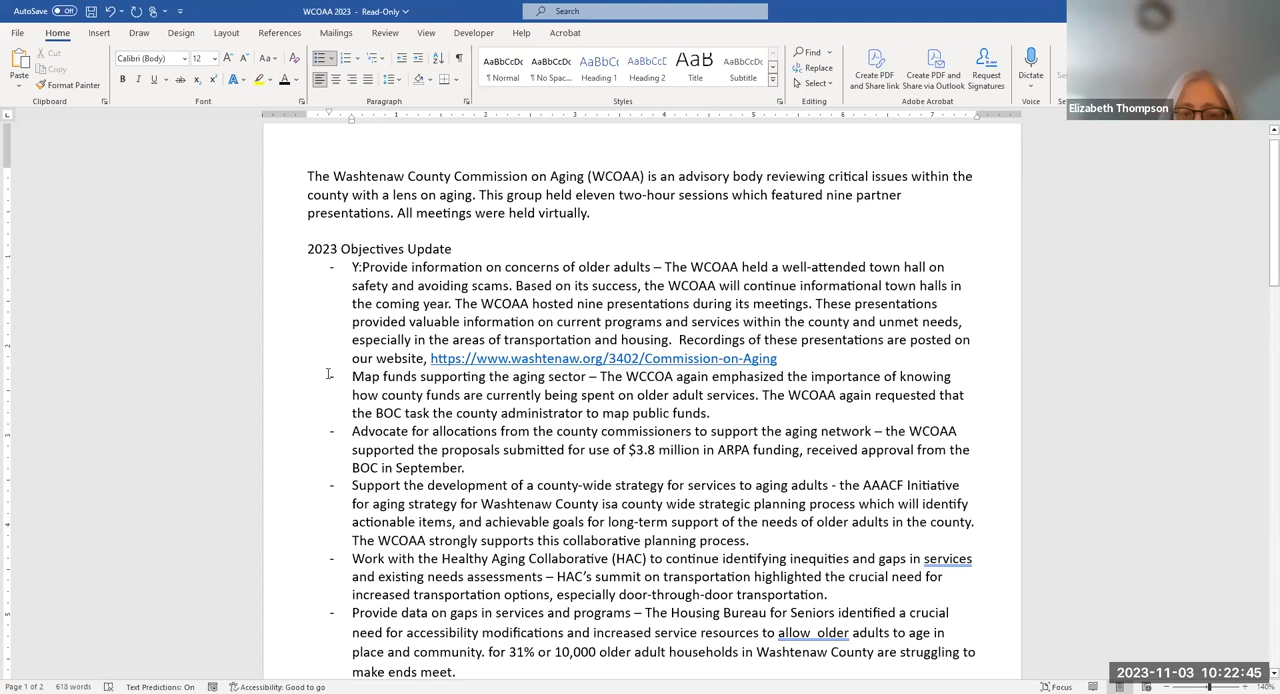 AutoSave Off WCOAA 2023 - Read-Only Search
File Home Insert Draw Design Layout References Mailings Review View Developer Help Acrobat
Paste Cut Copy Format Painter Clipboard
Calibri (Body) 12 Font
Paragraph
AaBbCcDc AaBbCcDc AaBbCc AaBbCcC AaB AaBbCcDc
¶ Normal ¶ No Spac... Heading 1 Heading 2 Title Subtitle
Styles
Find Replace Select Editing
Create PDF and Share link Create PDF and Share via Outlook Request Signatures Adobe Acrobat
Dictate Voice
Elizabeth Thompson
The Washtenaw County Commission on Aging (WCOAA) is an advisory body reviewing critical issues within the
county with a lens on aging. This group held eleven two-hour sessions which featured nine partner
presentations. All meetings were held virtually.
2023 Objectives Update
- Y:Provide information on concerns of older adults – The WCOAA held a well-attended town hall on
safety and avoiding scams. Based on its success, the WCOAA will continue informational town halls in
the coming year. The WCOAA hosted nine presentations during its meetings. These presentations
provided valuable information on current programs and services within the county and unmet needs,
especially in the areas of transportation and housing. Recordings of these presentations are posted on
our website, https://www.washtenaw.org/3402/Commission-on-Aging
- Map funds supporting the aging sector – The WCCOA again emphasized the importance of knowing
how county funds are currently being spent on older adult services. The WCOAA again requested that
the BOC task the county administrator to map public funds.
- Advocate for allocations from the county commissioners to support the aging network – the WCOAA
supported the proposals submitted for use of $3.8 million in ARPA funding, received approval from the
BOC in September.
- Support the development of a county-wide strategy for services to aging adults - the AAACF Initiative
for aging strategy for Washtenaw County isa county wide strategic planning process which will identify
actionable items, and achievable goals for long-term support of the needs of older adults in the county.
The WCOAA strongly supports this collaborative planning process.
- Work with the Healthy Aging Collaborative (HAC) to continue identifying inequities and gaps in services
and existing needs assessments – HAC's summit on transportation highlighted the crucial need for
increased transportation options, especially door-through-door transportation.
- Provide data on gaps in services and programs – The Housing Bureau for Seniors identified a crucial
need for accessibility modifications and increased service resources to allow older adults to age in
place and community. for 31% or 10,000 older adult households in Washtenaw County are struggling to
make ends meet.
2023-11-03 10:22:45
Page 1 of 2 618 words Text Predictions: On Accessibility: Good to go Focus 140%